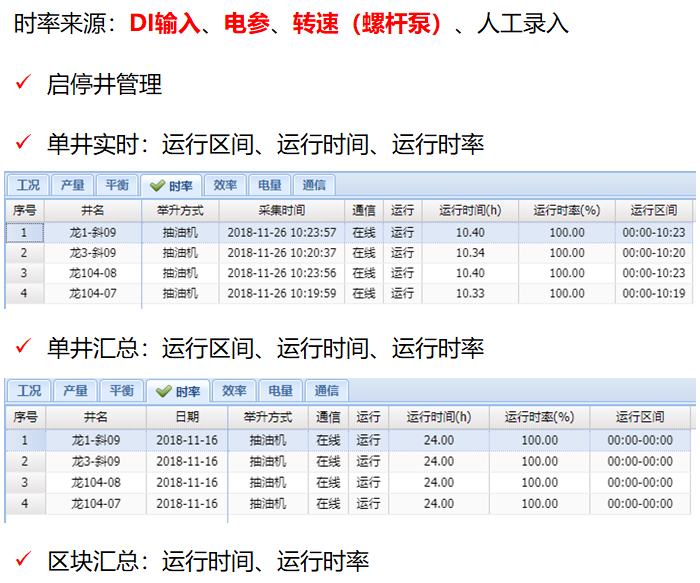 时率来源：DI输入、电参、转速（螺杆泵）、人工录入
启停井管理
单井实时：运行区间、运行时间、运行时率
工况 产量 平衡 时率 效率 电量 通信
序号 井名 举升方式 采集时间 通信 运行 运行时间(h) 运行时率(%) 运行区间
1 龙1-斜09 抽油机 2018-11-26 10:23:57 在线 运行 10.40 100.00 00:00-10:23
2 龙3-斜09 抽油机 2018-11-26 10:20:37 在线 运行 10.34 100.00 00:00-10:20
3 龙104-08 抽油机 2018-11-26 10:23:56 在线 运行 10.40 100.00 00:00-10:23
4 龙104-07 抽油机 2018-11-26 10:19:59 在线 运行 10.33 100.00 00:00-10:19
单井汇总：运行区间、运行时间、运行时率
工况 产量 平衡 时率 效率 电量 通信
序号 井名 日期 举升方式 通信 运行 运行时间(h) 运行时率(%) 运行区间
1 龙1-斜09 2018-11-16 抽油机 在线 运行 24.00 100.00 00:00-00:00
2 龙3-斜09 2018-11-16 抽油机 在线 运行 24.00 100.00 00:00-00:00
3 龙104-08 2018-11-16 抽油机 在线 运行 24.00 100.00 00:00-00:00
4 龙104-07 2018-11-16 抽油机 在线 运行 24.00 100.00 00:00-00:00
区块汇总：运行时间、运行时率